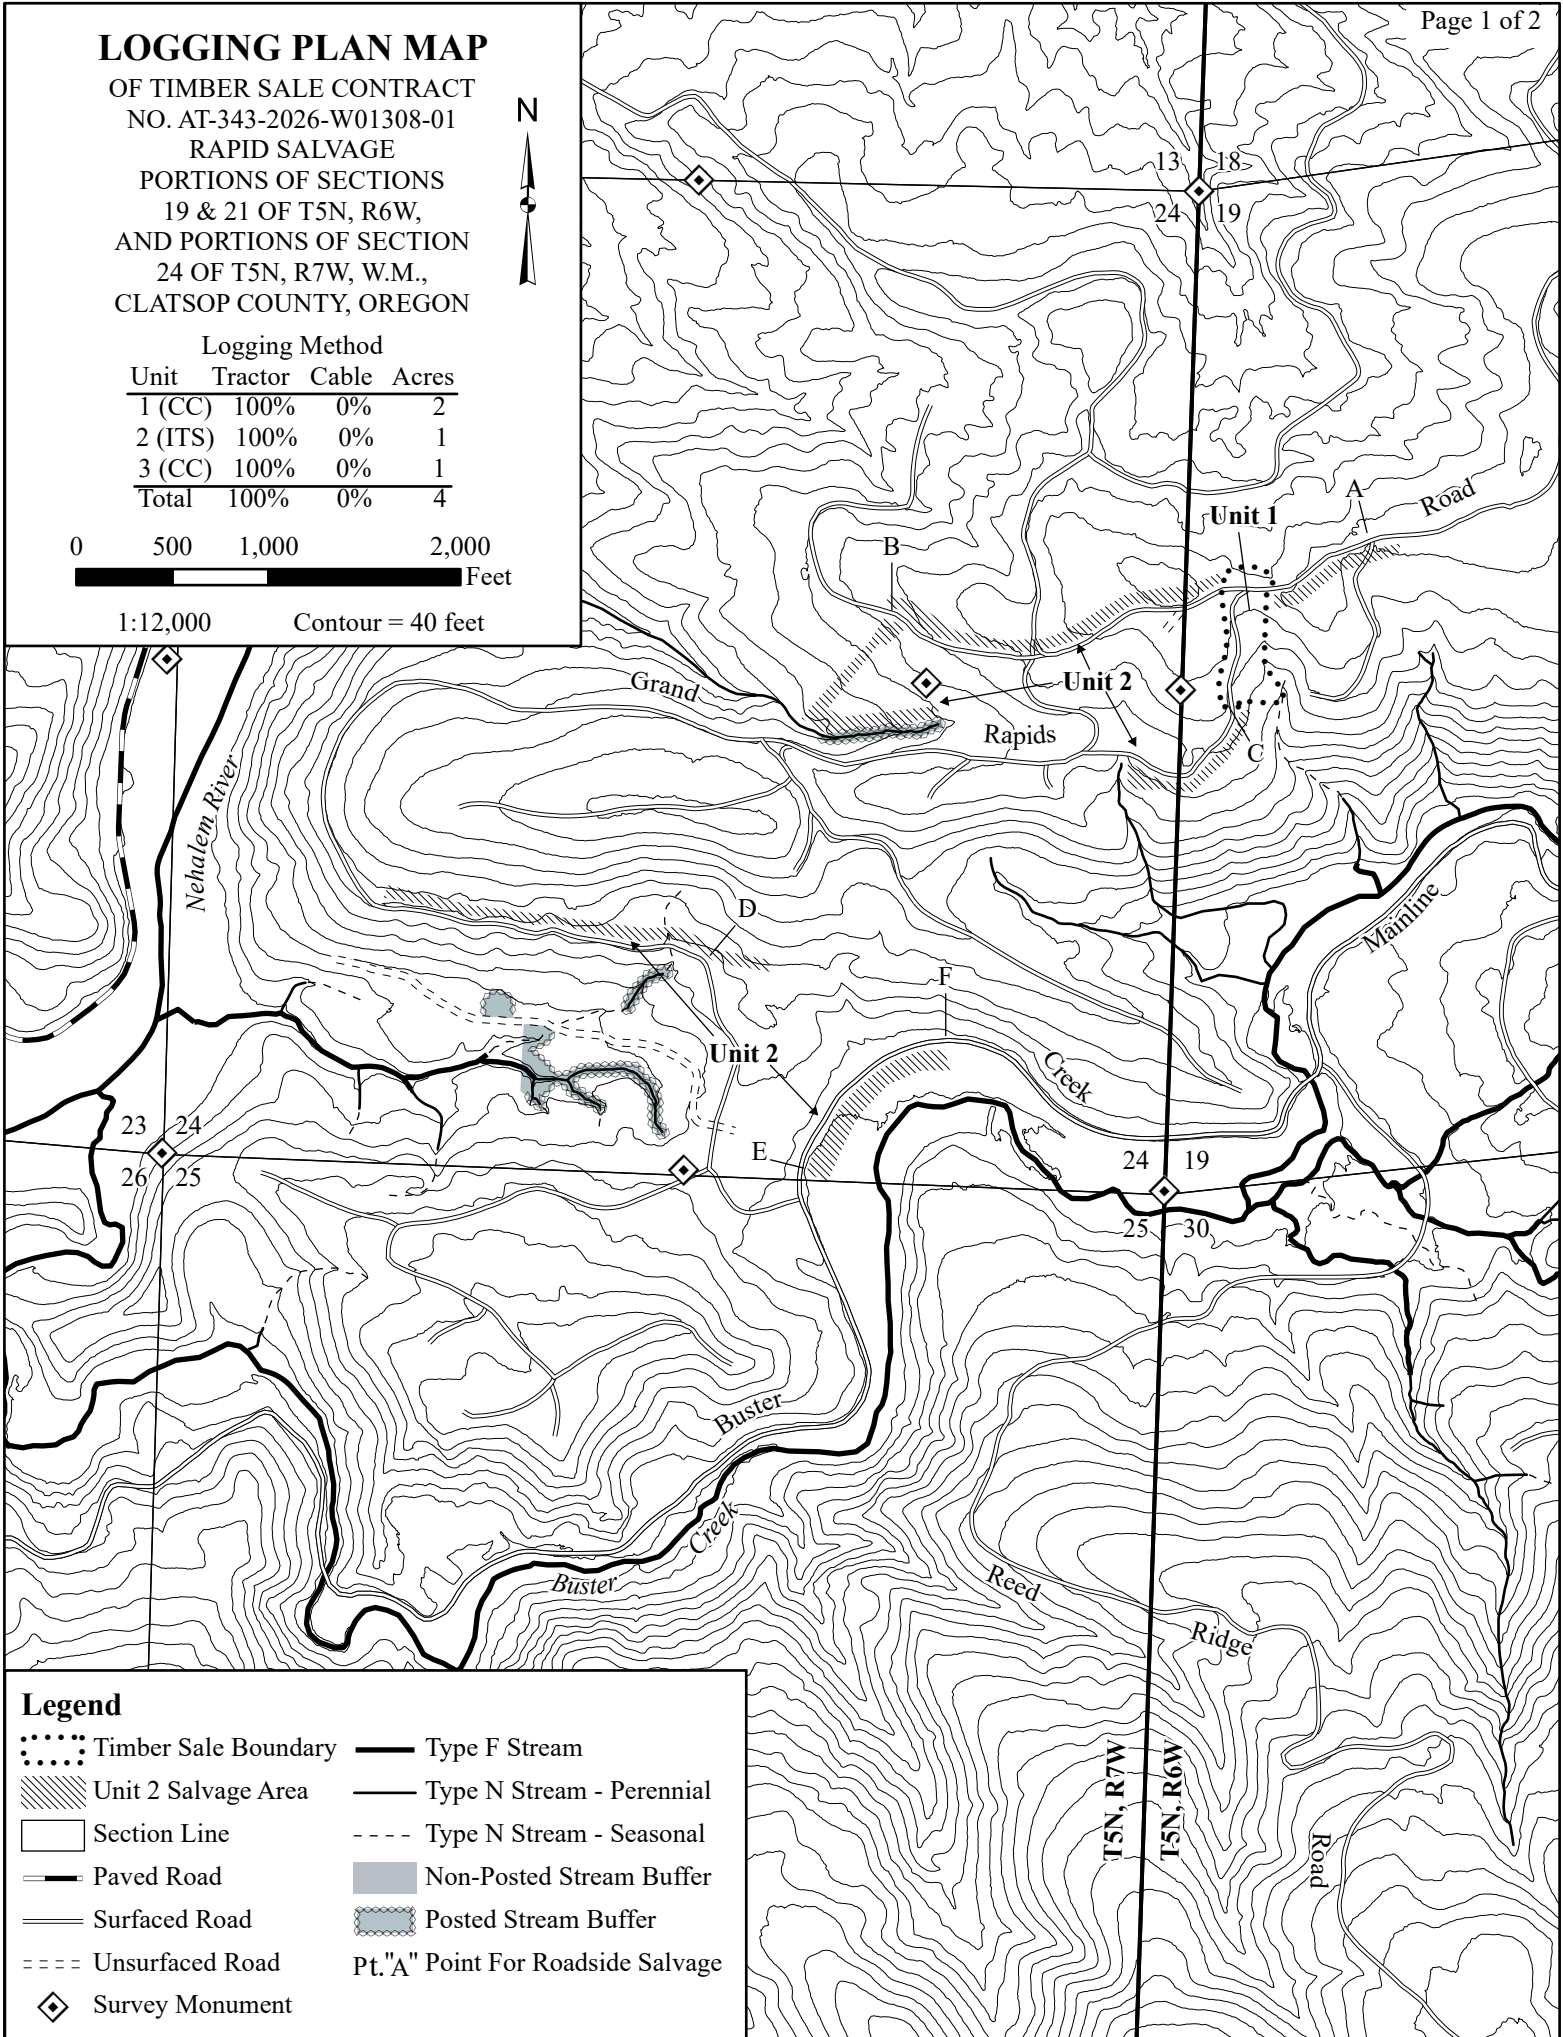 Page 1 of 2
LOGGING PLAN MAP
OF TIMBER SALE CONTRACT
NO. AT-343-2026-W01308-01
RAPID SALVAGE
PORTIONS OF SECTIONS
19 & 21 OF T5N, R6W,
AND PORTIONS OF SECTION
24 OF T5N, R7W, W.M.,
CLATSOP COUNTY, OREGON
N
Logging Method
Unit Tractor Cable Acres
1 (CC) 100% 0% 2
2 (ITS) 100% 0% 1
3 (CC) 100% 0% 1
Total 100% 0% 4
0 500 1,000 2,000
Feet
1:12,000 Contour = 40 feet
13 18
24 19
A
Road
Unit 1
B
Unit 2
Grand
Rapids
C
Nehalem River
Mainline
D
F
Unit 2
Creek
E
23 24
26 25
24 19
25 30
Buster
Creek
Buster
Reed
Ridge
Road
T5N, R7W
T5N, R6W
Legend
Timber Sale Boundary
Unit 2 Salvage Area
Section Line
Paved Road
Surfaced Road
Unsurfaced Road
Survey Monument
Type F Stream
Type N Stream - Perennial
Type N Stream - Seasonal
Non-Posted Stream Buffer
Posted Stream Buffer
Pt."A" Point For Roadside Salvage